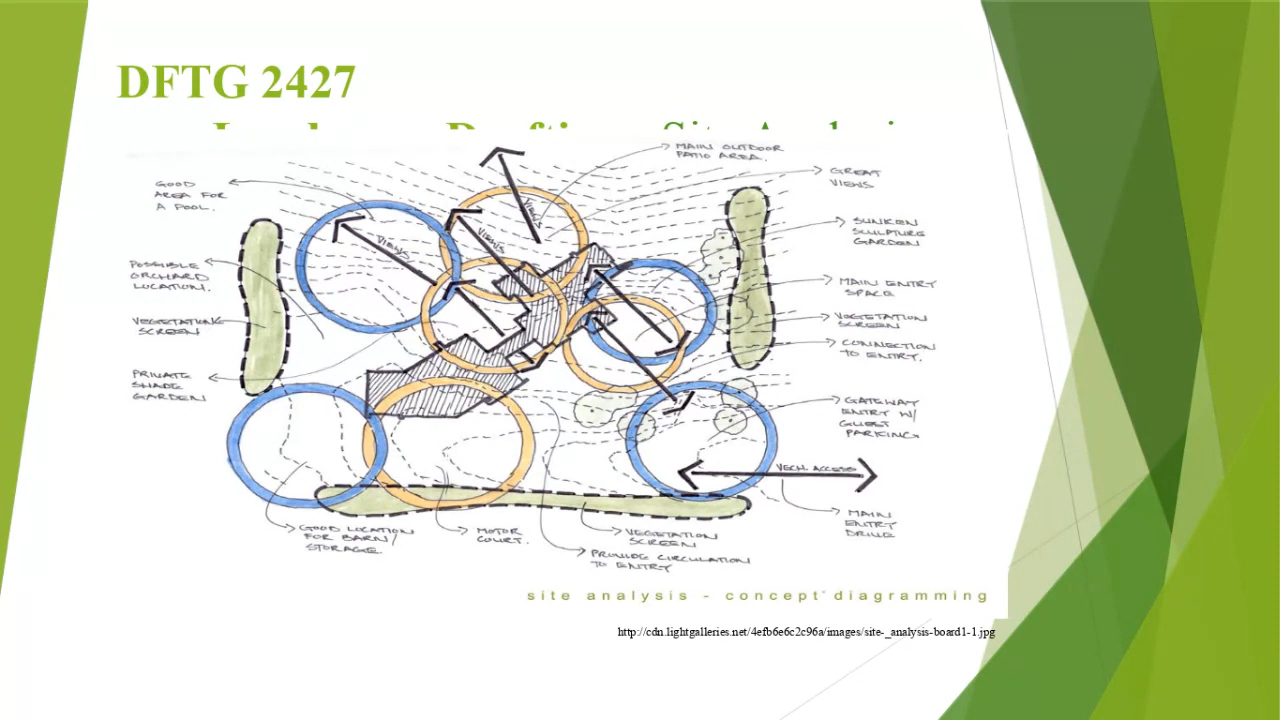 DFTG 2427
MAIN OUTDOOR
PATIO AREA.
GREAT
VIEWS
GOOD
AREA FOR
A POOL.
VIEWS
VIEWS
VIEWS
SUNKEN
SCULPTURE
GARDEN
POSSIBLE
ORCHARD
LOCATION.
MAIN ENTRY
SPACE
VEGETATION
SCREEN
VEGETATION
SCREEN
CONNECTION
TO ENTRY.
PRIVATE
SHADE
GARDEN
GATEWAY
ENTRY W/
GUEST
PARKING
VECH. ACCESS
MAIN
ENTRY
DRIVE
GOOD LOCATION
FOR BARN/
STORAGE.
MOTOR
COURT.
VEGETATION
SCREEN
PROVIDE CIRCULATION
TO ENTRY
site analysis - concept diagramming
http://cdn.lightgalleries.net/4efb6e6c2c96a/images/site-_analysis-board1-1.jpg